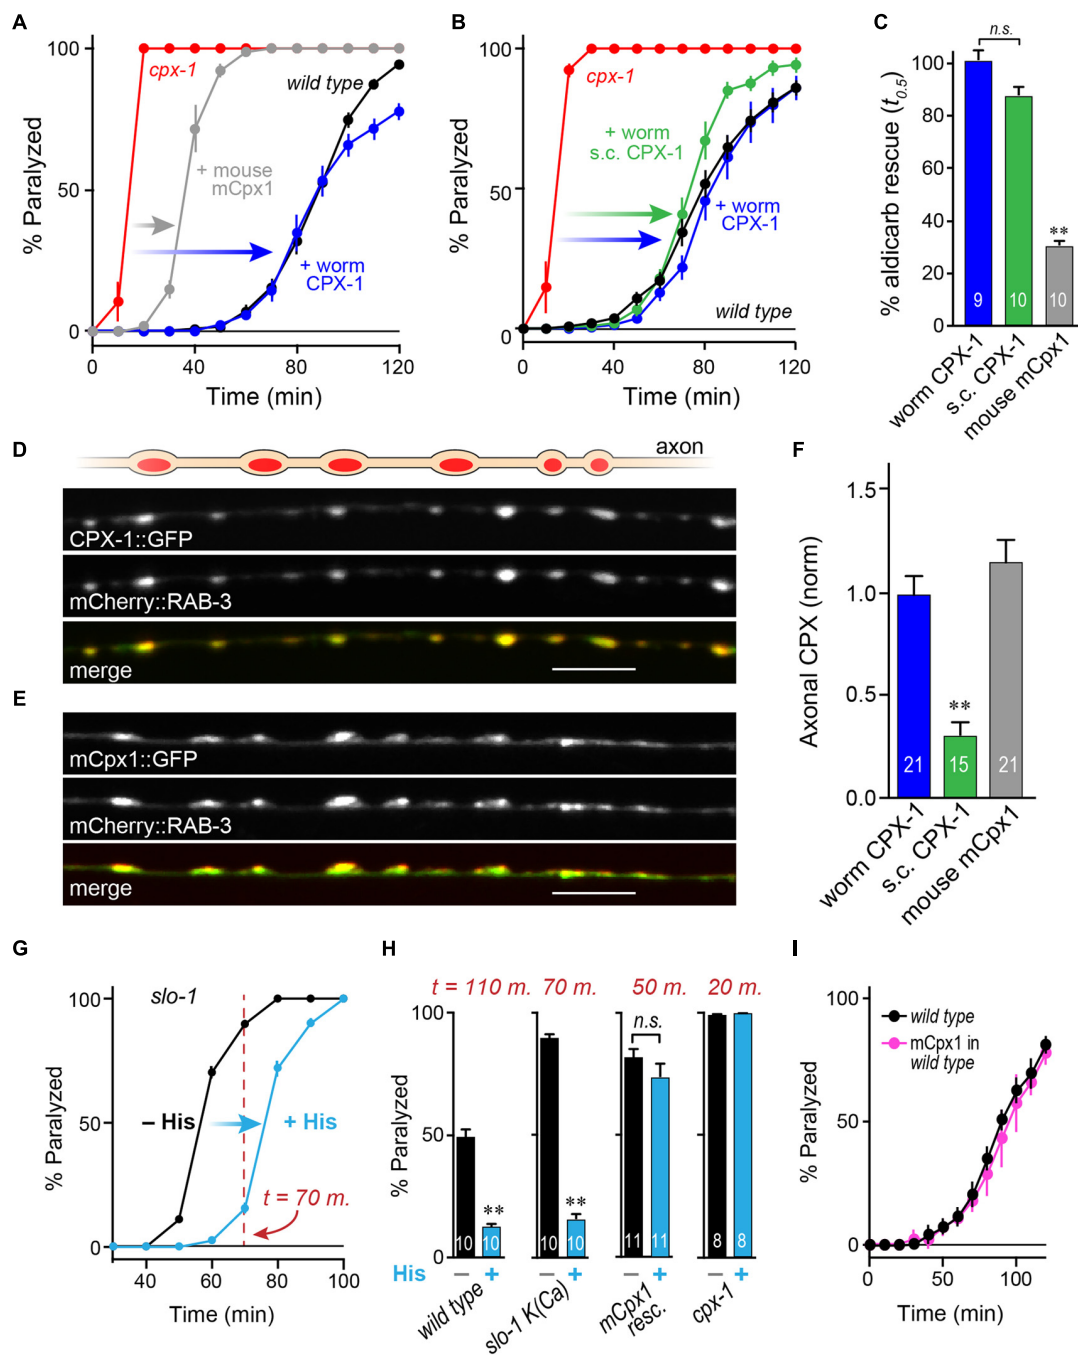 A
100
50
0
% Paralyzed
cpx-1
wild type
+ mouse
mCpx1
+ worm
CPX-1
0
40
80
120
Time (min)
B
100
50
0
% Paralyzed
cpx-1
+ worm
s.c. CPX-1
+ worm
CPX-1
wild type
0
40
80
120
Time (min)
C
n.s.
120
100
80
60
40
20
0
% aldicarb rescue (t0.5)
**
9
10
10
worm CPX-1
s.c. CPX-1
mouse mCpx1
D
axon
CPX-1::GFP
mCherry::RAB-3
merge
E
mCpx1::GFP
mCherry::RAB-3
merge
F
1.5
1.0
0.5
0.0
Axonal CPX (norm)
**
21
15
21
worm CPX-1
s.c. CPX-1
mouse mCpx1
G
slo-1
100
50
0
% Paralyzed
– His
+ His
t = 70 m.
40
60
80
100
Time (min)
H
t = 110 m.
70 m.
50 m.
20 m.
100
50
0
% Paralyzed
n.s.
**
**
10
10
10
10
11
11
8
8
His
– + – + – + – +
wild type
slo-1 K(Ca)
mCpx1
resc.
cpx-1
I
100
50
0
% Paralyzed
wild type
mCpx1 in
wild type
0
50
100
Time (min)